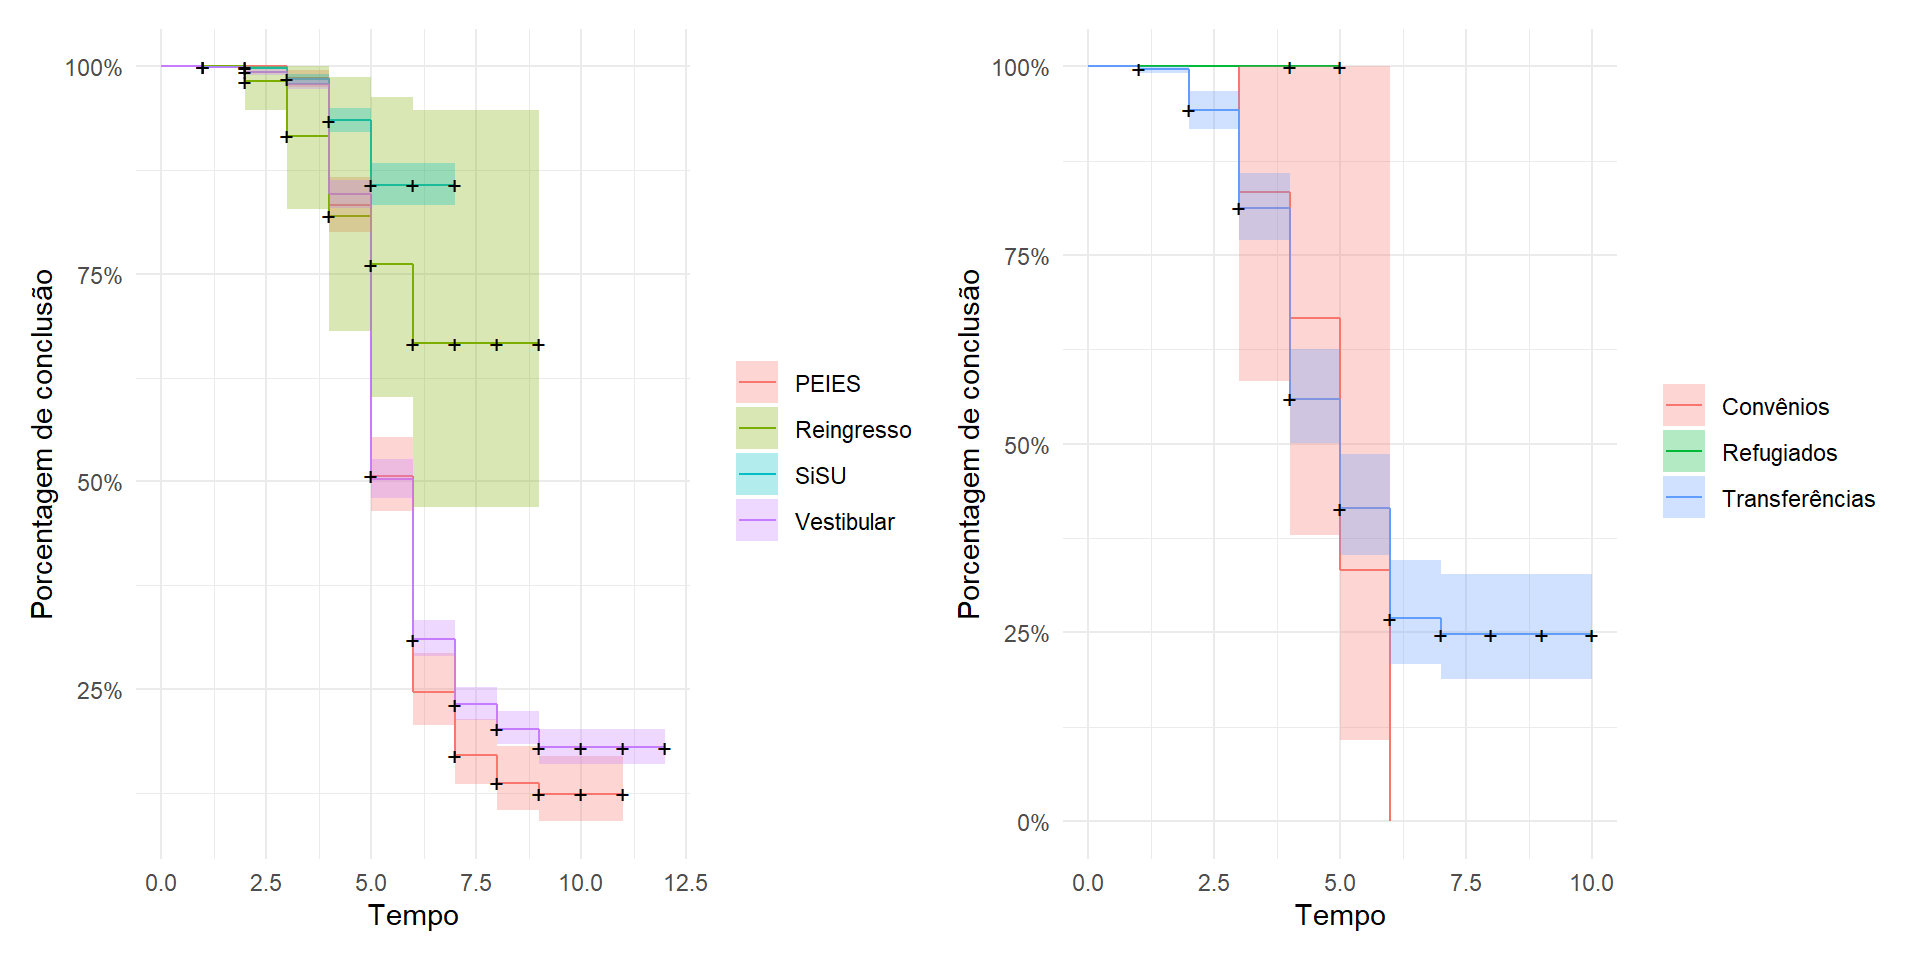 Porcentagem de conclusão
100%
75%
50%
25%
0.0 2.5 5.0 7.5 10.0 12.5
Tempo
PEIES
Reingresso
SiSU
Vestibular
Porcentagem de conclusão
100%
75%
50%
25%
0%
0.0 2.5 5.0 7.5 10.0
Tempo
Convênios
Refugiados
Transferências